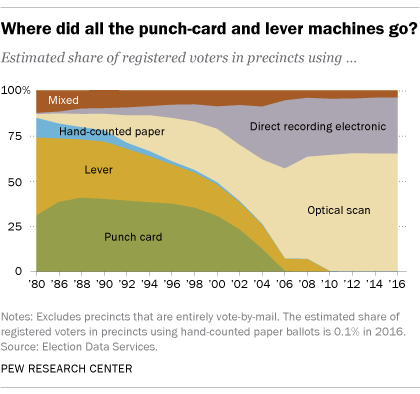 Where did all the punch-card and lever machines go?
Estimated share of registered voters in precincts using ...
100%
Mixed
Hand-counted paper
Direct recording electronic
75
Lever
50
Optical scan
25
Punch card
0
'80 '86 '88 '90 '92 '94 '96 '98 '00 '02 '04 '06 '08 '10 '12 '14 '16
Notes: Excludes precincts that are entirely vote-by-mail. The estimated share of
registered voters in precincts using hand-counted paper ballots is 0.1% in 2016.
Source: Election Data Services.
PEW RESEARCH CENTER